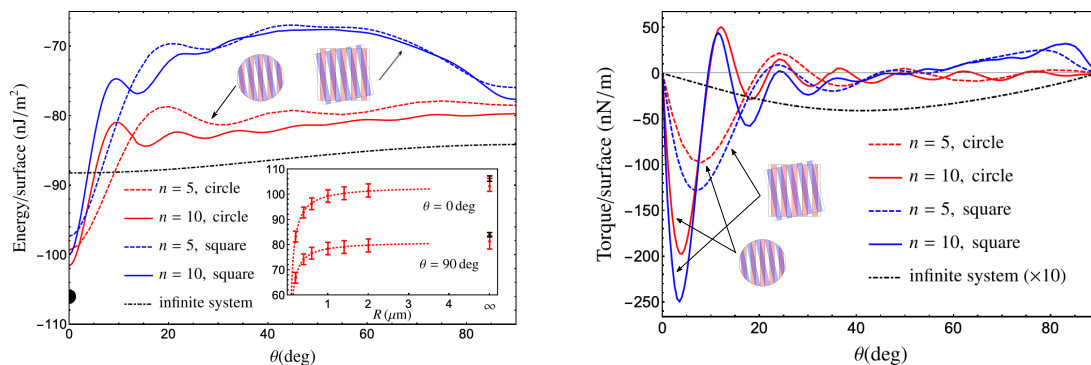 Energy/surface (nJ/m²)
−70
−80
−90
−100
−110
0
20
40
60
80
θ(deg)
n = 5, circle
n = 10, circle
n = 5, square
n = 10, square
infinite system
110
100
90
80
70
60
0
1
2
3
4
∞
R (μm)
θ = 0 deg
θ = 90 deg
Torque/surface (nN/m)
50
0
-50
-100
-150
-200
-250
0
20
40
60
80
θ(deg)
n = 5, circle
n = 10, circle
n = 5, square
n = 10, square
infinite system (×10)